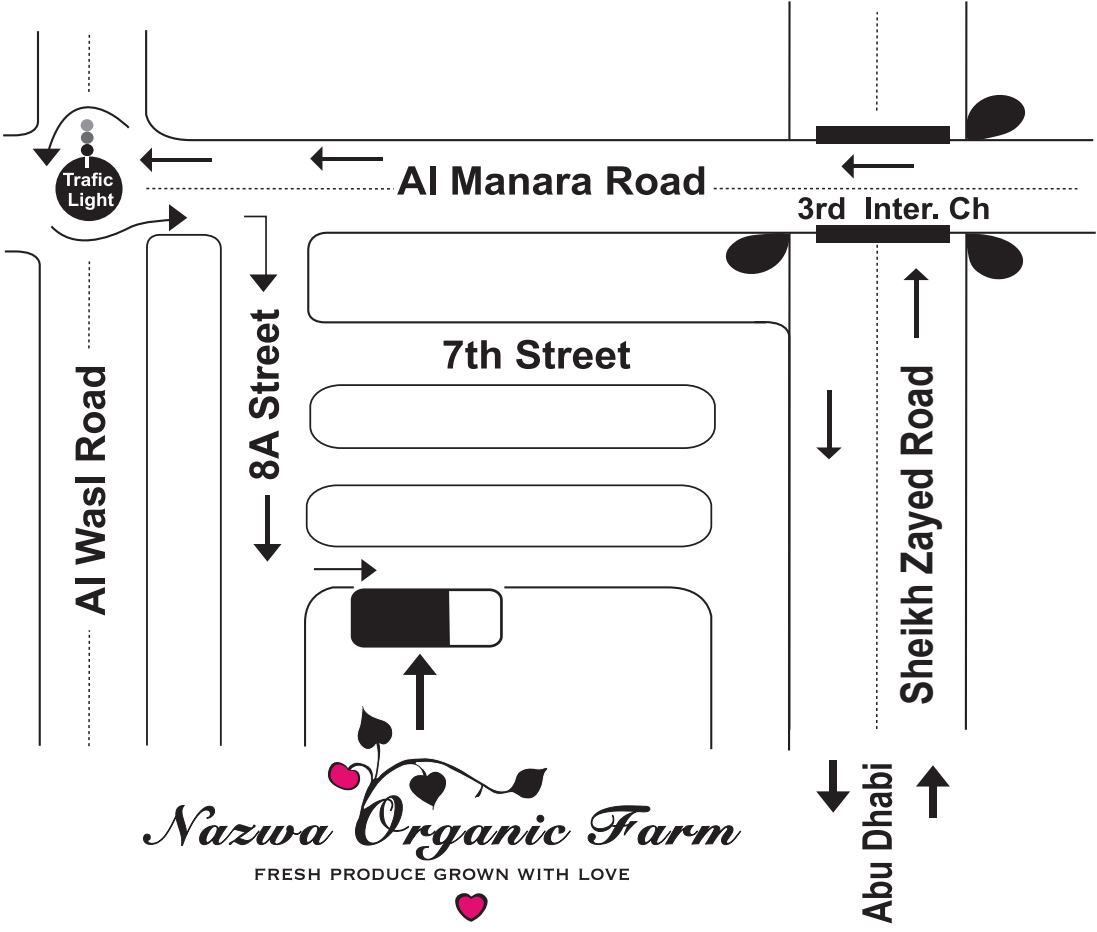 Trafic
Light
Al Manara Road
3rd Inter. Ch
8A Street
7th Street
Al Wasl Road
Sheikh Zayed Road
Abu Dhabi
Nazwa Organic Farm
FRESH PRODUCE GROWN WITH LOVE